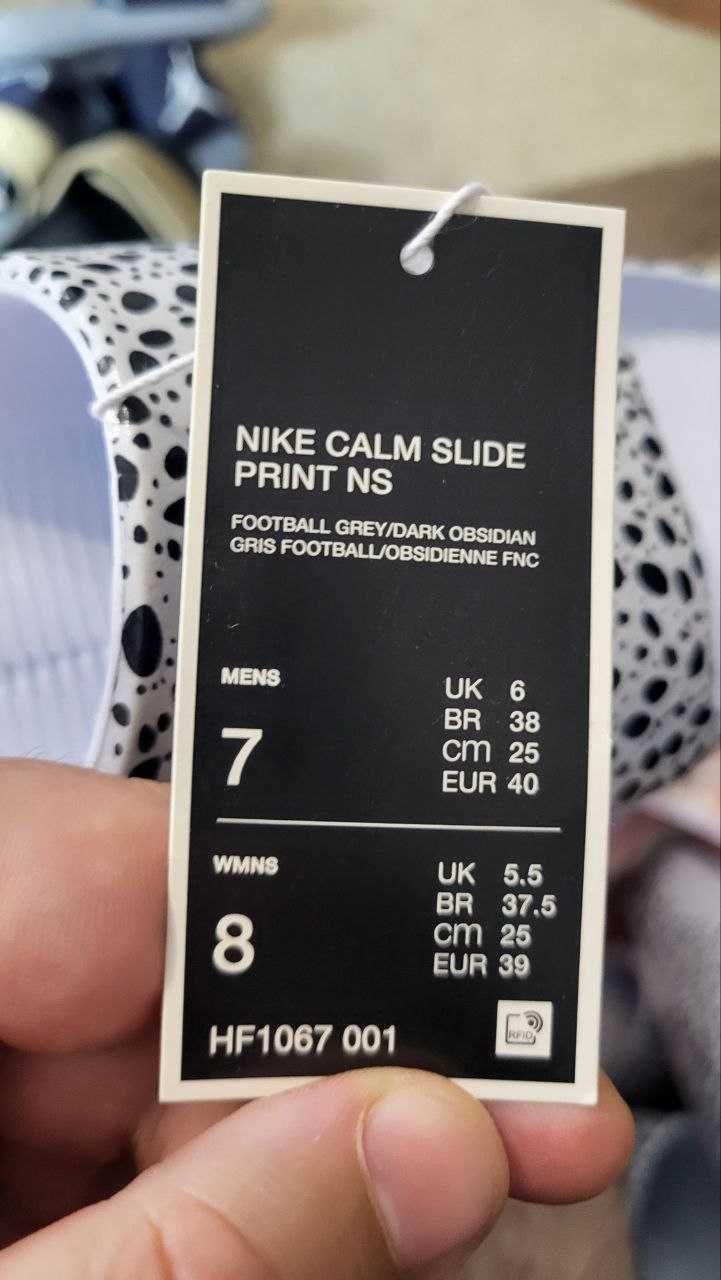 NIKE CALM SLIDE
PRINT NS
FOOTBALL GREY/DARK OBSIDIAN
GRIS FOOTBALL/OBSIDIENNE FNC
MENS
7
UK 6
BR 38
cm 25
EUR 40
WMNS
8
UK 5.5
BR 37.5
cm 25
EUR 39
HF1067 001
RFID